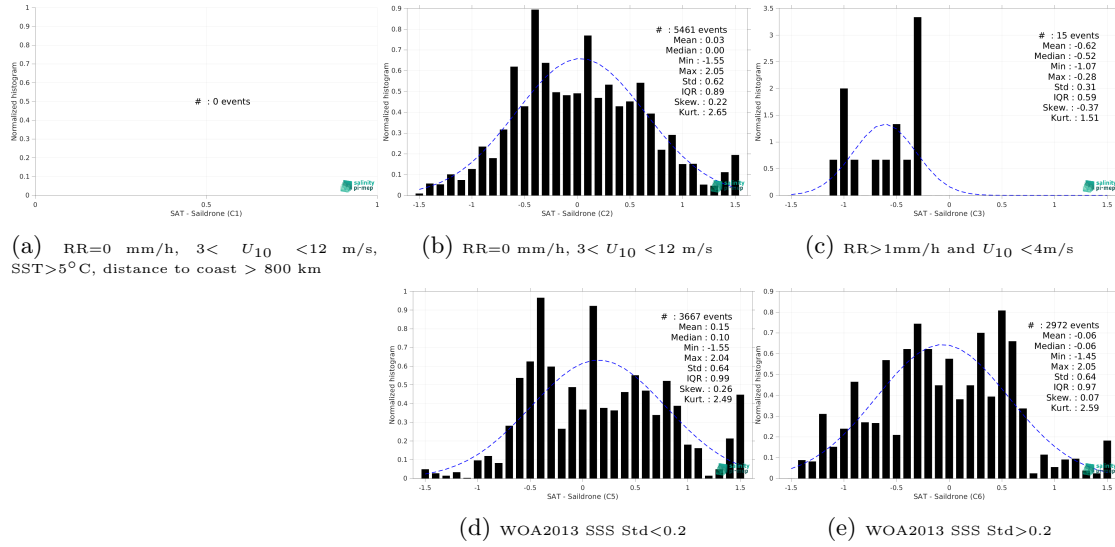 1
0.9
0.8
0.7
0.6
0.5
0.4
0.3
0.2
0.1
0
Normalized histogram
# : 0 events
0 0.5 1
SAT - Saildrone (C1)
salinity
pi-mep
(a) RR=0 mm/h, 3< U10 <12 m/s,
SST>5°C, distance to coast > 800 km
0.9
0.8
0.7
0.6
0.5
0.4
0.3
0.2
0.1
0
Normalized histogram
# : 5461 events
Mean : 0.03
Median : 0.00
Min : -1.55
Max : 2.05
Std : 0.62
IQR : 0.89
Skew. : 0.22
Kurt. : 2.65
-1.5 -1 -0.5 0 0.5 1 1.5
SAT - Saildrone (C2)
salinity
pi-mep
(b) RR=0 mm/h, 3< U10 <12 m/s
3.5
3
2.5
2
1.5
1
0.5
0
Normalized histogram
# : 15 events
Mean : -0.62
Median : -0.52
Min : -1.07
Max : -0.28
Std : 0.31
IQR : 0.59
Skew. : -0.37
Kurt. : 1.51
-1.5 -1 -0.5 0 0.5 1 1.5
SAT - Saildrone (C3)
salinity
pi-mep
(c) RR>1mm/h and U10 <4m/s
1
0.9
0.8
0.7
0.6
0.5
0.4
0.3
0.2
0.1
0
Normalized histogram
# : 3667 events
Mean : 0.15
Median : 0.10
Min : -1.55
Max : 2.04
Std : 0.64
IQR : 0.99
Skew. : 0.26
Kurt. : 2.49
-1.5 -1 -0.5 0 0.5 1 1.5
SAT - Saildrone (C5)
salinity
pi-mep
(d) WOA2013 SSS Std<0.2
0.9
0.8
0.7
0.6
0.5
0.4
0.3
0.2
0.1
0
Normalized histogram
# : 2972 events
Mean : -0.06
Median : -0.06
Min : -1.45
Max : 2.05
Std : 0.64
IQR : 0.97
Skew. : 0.07
Kurt. : 2.59
-1.5 -1 -0.5 0 0.5 1 1.5
SAT - Saildrone (C6)
salinity
pi-mep
(e) WOA2013 SSS Std>0.2